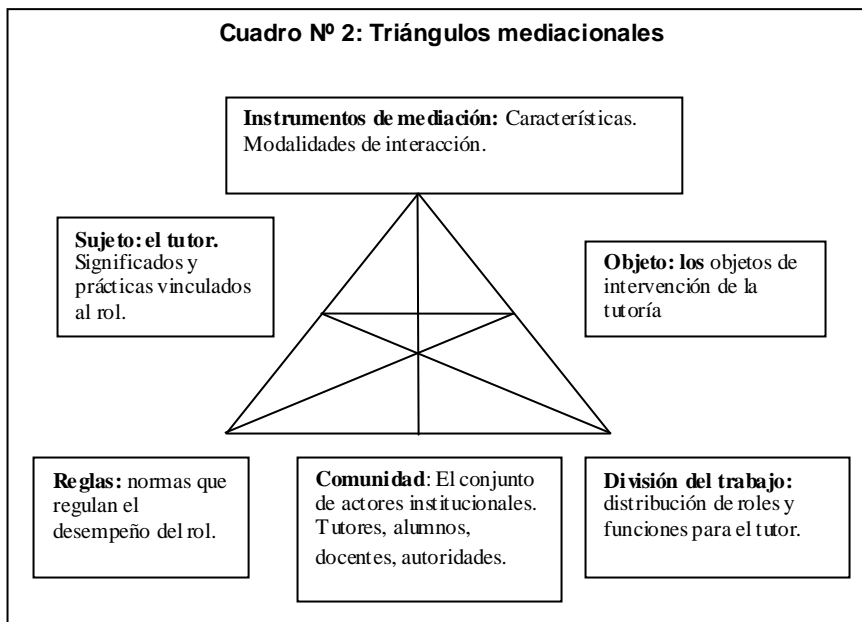 Cuadro Nº 2: Triángulos mediacionales
Instrumentos de mediación: Características.
Modalidades de interacción.
Sujeto: el tutor.
Significados y
prácticas vinculados
al rol.
Objeto: los objetos de
intervención de la
tutoría
Reglas: normas que
regulan el
desempeño del rol.
Comunidad: El conjunto
de actores institucionales.
Tutores, alumnos,
docentes, autoridades.
División del trabajo:
distribución de roles y
funciones para el tutor.